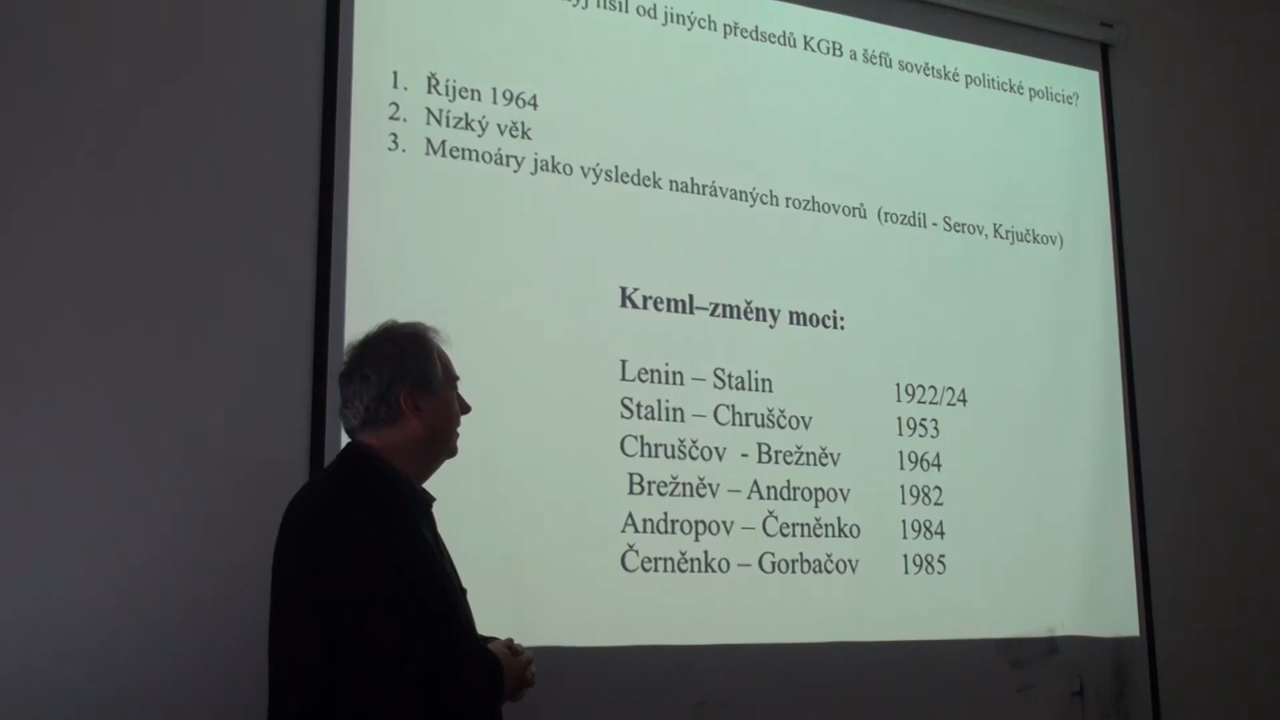 lišil od jiných předsedů KGB a šéfů sovětské politické policie?
1. Říjen 1964
2. Nízký věk
3. Memoáry jako výsledek nahrávaných rozhovorů (rozdíl - Serov, Krjučkov)
Kreml–změny moci:
Lenin – Stalin 1922/24
Stalin – Chruščov 1953
Chruščov - Brežněv 1964
Brežněv – Andropov 1982
Andropov – Černěnko 1984
Černěnko – Gorbačov 1985